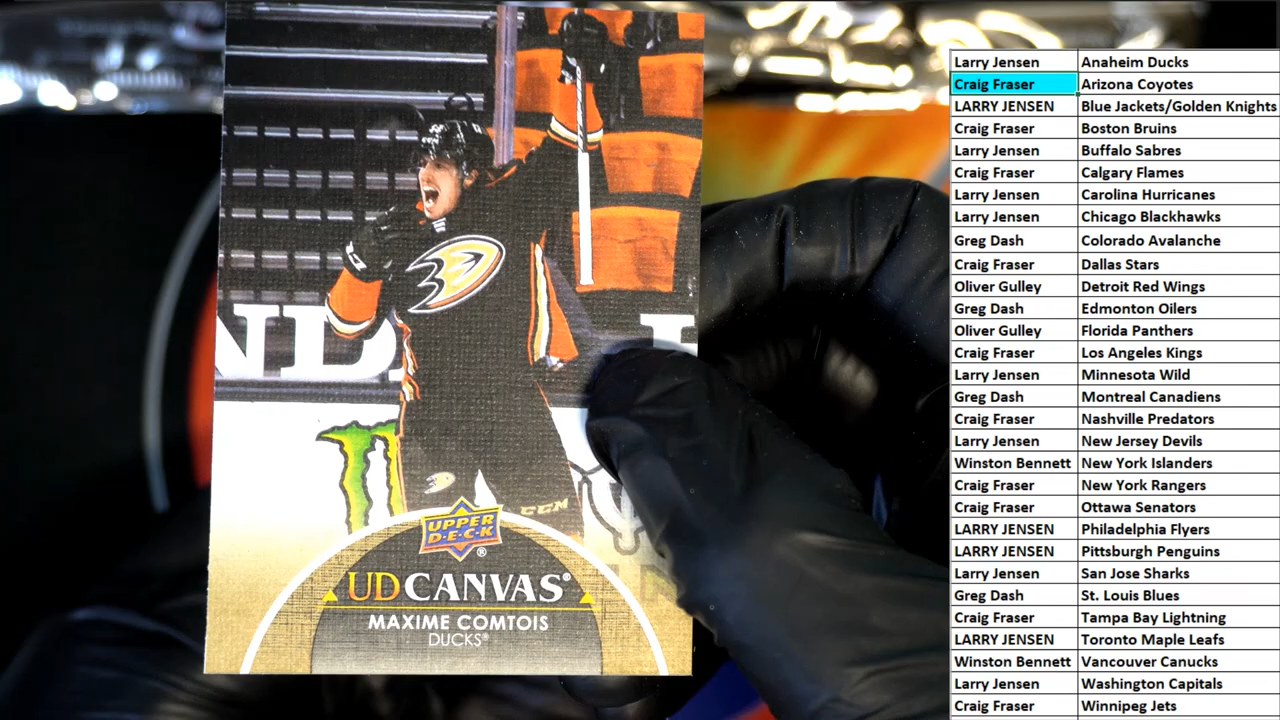 UPPER
D·E·C·K
®
UD CANVAS®
MAXIME COMTOIS
DUCKS®
CCM
Larry Jensen Anaheim Ducks
Craig Fraser Arizona Coyotes
LARRY JENSEN Blue Jackets/Golden Knights
Craig Fraser Boston Bruins
Larry Jensen Buffalo Sabres
Craig Fraser Calgary Flames
Larry Jensen Carolina Hurricanes
Larry Jensen Chicago Blackhawks
Greg Dash Colorado Avalanche
Craig Fraser Dallas Stars
Oliver Gulley Detroit Red Wings
Greg Dash Edmonton Oilers
Oliver Gulley Florida Panthers
Craig Fraser Los Angeles Kings
Larry Jensen Minnesota Wild
Greg Dash Montreal Canadiens
Craig Fraser Nashville Predators
Larry Jensen New Jersey Devils
Winston Bennett New York Islanders
Craig Fraser New York Rangers
Craig Fraser Ottawa Senators
LARRY JENSEN Philadelphia Flyers
LARRY JENSEN Pittsburgh Penguins
Larry Jensen San Jose Sharks
Greg Dash St. Louis Blues
Craig Fraser Tampa Bay Lightning
LARRY JENSEN Toronto Maple Leafs
Winston Bennett Vancouver Canucks
Larry Jensen Washington Capitals
Craig Fraser Winnipeg Jets